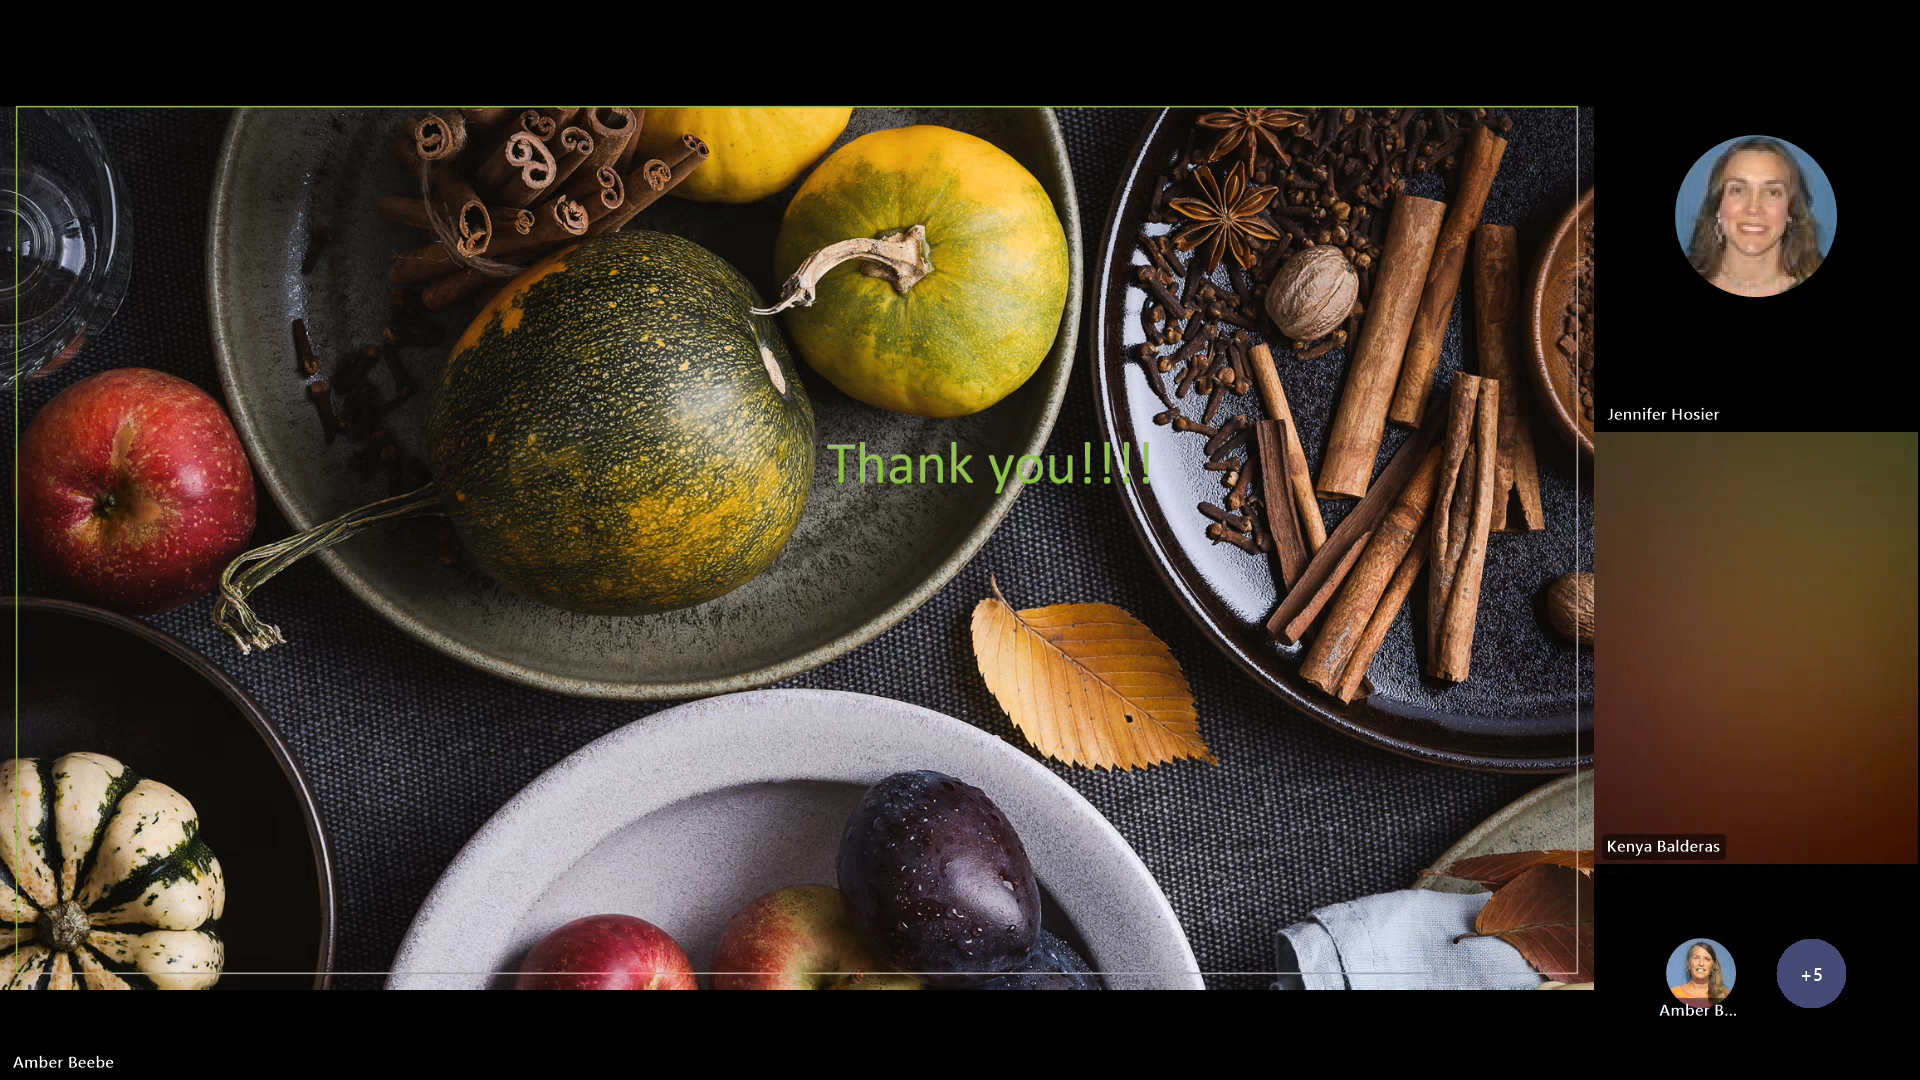 Thank you!!!!
Jennifer Hosier
Kenya Balderas
Amber B...
+5
Amber Beebe